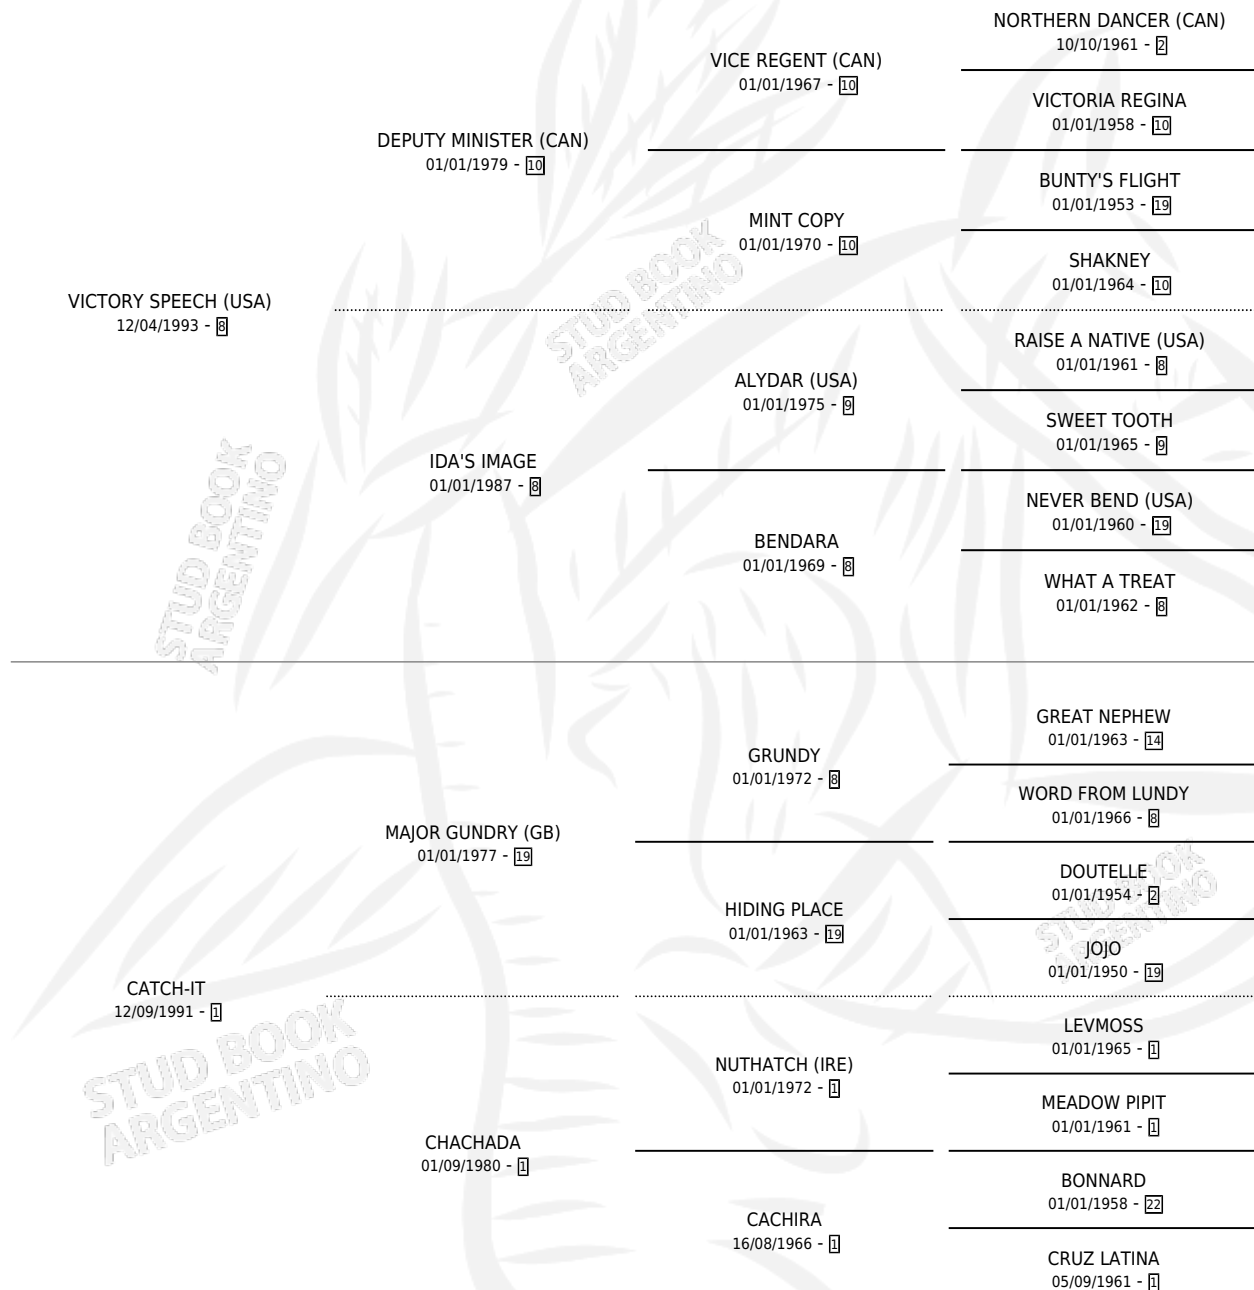 NORTHERN DANCER (CAN)
10/10/1961 - 2
VICE REGENT (CAN)
01/01/1967 - 10
VICTORIA REGINA
01/01/1958 - 10
DEPUTY MINISTER (CAN)
01/01/1979 - 10
BUNTY'S FLIGHT
01/01/1953 - 19
MINT COPY
01/01/1970 - 10
SHAKNEY
01/01/1964 - 10
VICTORY SPEECH (USA)
12/04/1993 - 8
RAISE A NATIVE (USA)
01/01/1961 - 8
ALYDAR (USA)
01/01/1975 - 9
SWEET TOOTH
01/01/1965 - 9
IDA'S IMAGE
01/01/1987 - 8
NEVER BEND (USA)
01/01/1960 - 19
BENDARA
01/01/1969 - 8
WHAT A TREAT
01/01/1962 - 8
GREAT NEPHEW
01/01/1963 - 14
GRUNDY
01/01/1972 - 8
WORD FROM LUNDY
01/01/1966 - 8
MAJOR GUNDRY (GB)
01/01/1977 - 19
DOUTELLE
01/01/1954 - 2
HIDING PLACE
01/01/1963 - 19
JOJO
01/01/1950 - 19
CATCH-IT
12/09/1991 - 1
LEVMOSS
01/01/1965 - 1
NUTHATCH (IRE)
01/01/1972 - 1
MEADOW PIPIT
01/01/1961 - 1
CHACHADA
01/09/1980 - 1
BONNARD
01/01/1958 - 22
CACHIRA
16/08/1966 - 1
CRUZ LATINA
05/09/1961 - 1
STUD BOOK
ARGENTINO
STUD BOOK
ARGENTINO
STUD BOOK
ARGENTINO
STUD BOOK
ARGENTINO